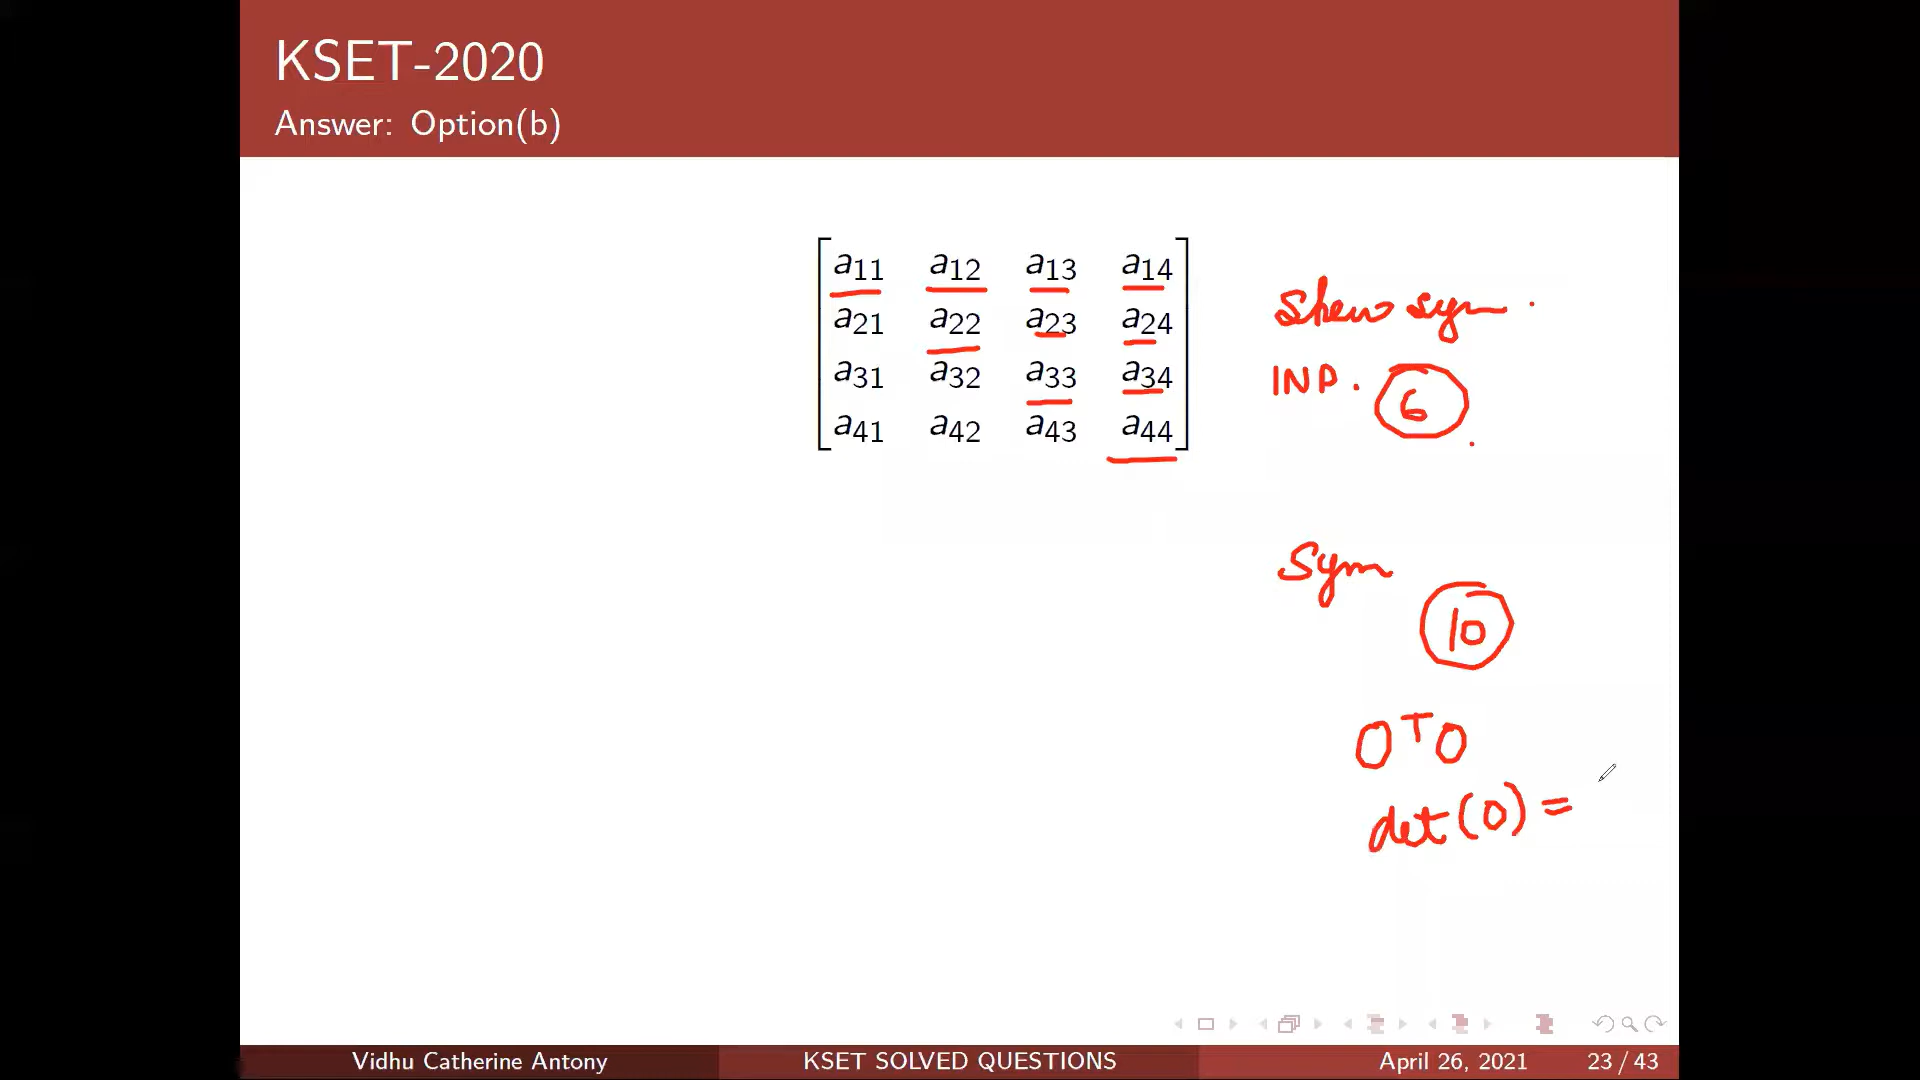 KSET-2020
Answer: Option(b)
a11 a12 a13 a14
a21 a22 a23 a24
a31 a32 a33 a34
a41 a42 a43 a44
Skew sym.
IND. 6
Sym
10
O^T O
det(O) =
Vidhu Catherine Antony KSET SOLVED QUESTIONS April 26, 2021 23 / 43